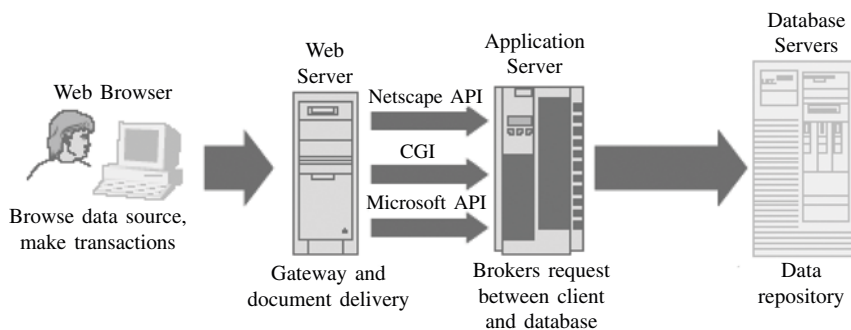 Web Browser
Browse data source,
make transactions
Web
Server
Gateway and
document delivery
Netscape API
CGI
Microsoft API
Application
Server
Brokers request
between client
and database
Database
Servers
Data
repository